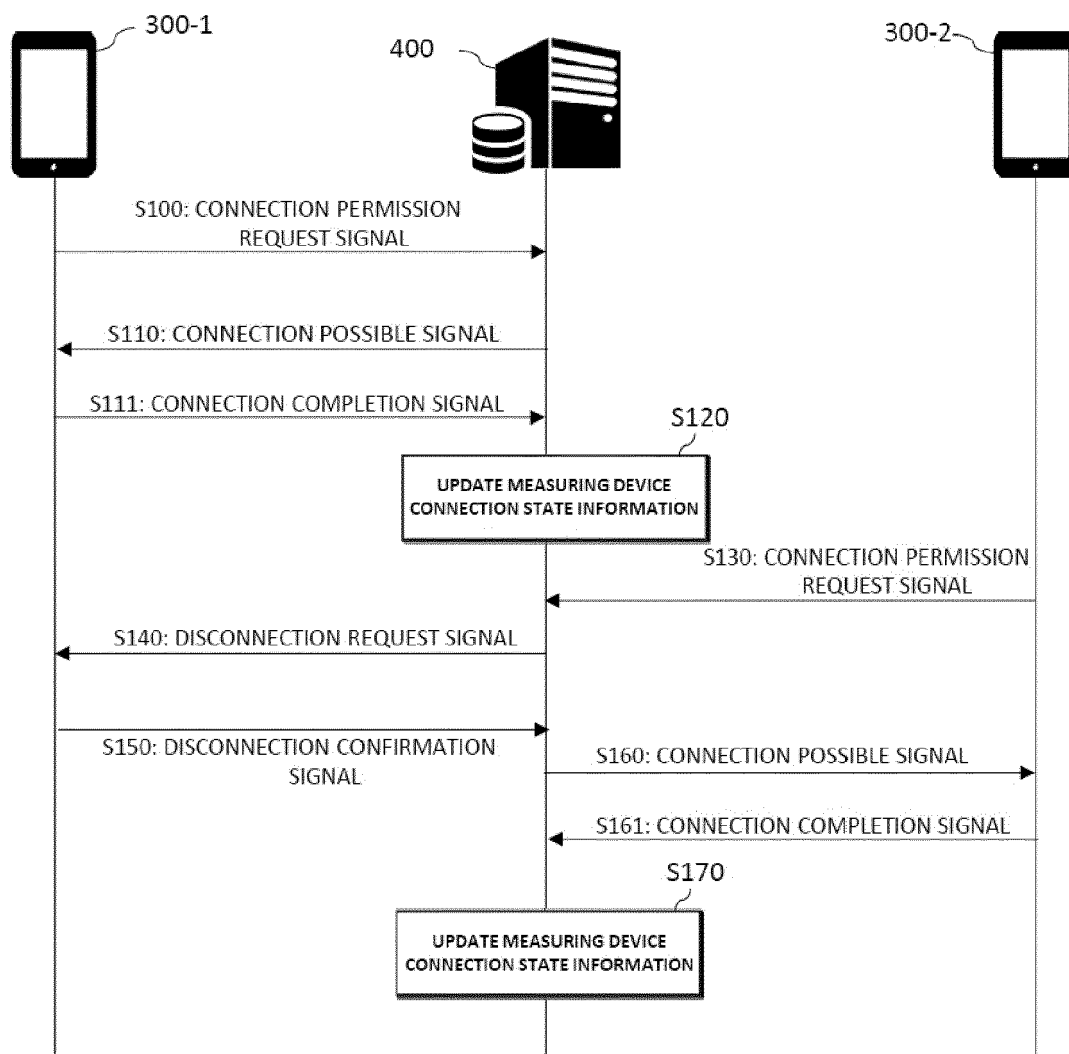 300-1
400
300-2
S100: CONNECTION PERMISSION
REQUEST SIGNAL
S110: CONNECTION POSSIBLE SIGNAL
S111: CONNECTION COMPLETION SIGNAL
S120
UPDATE MEASURING DEVICE
CONNECTION STATE INFORMATION
S130: CONNECTION PERMISSION
REQUEST SIGNAL
S140: DISCONNECTION REQUEST SIGNAL
S150: DISCONNECTION CONFIRMATION
SIGNAL
S160: CONNECTION POSSIBLE SIGNAL
S161: CONNECTION COMPLETION SIGNAL
S170
UPDATE MEASURING DEVICE
CONNECTION STATE INFORMATION